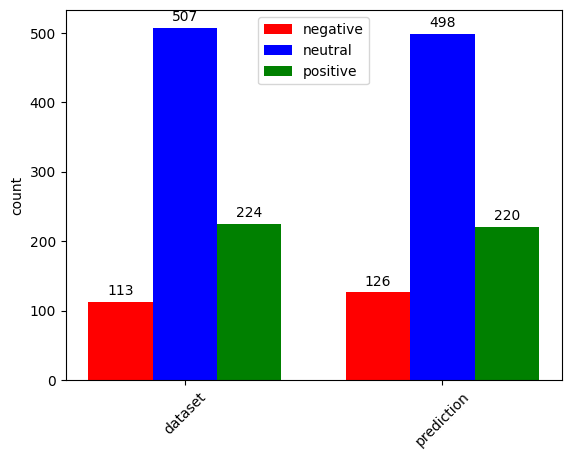 507
498
negative
neutral
positive
500
400
300
200
100
0
count
224
220
113
126
dataset
prediction